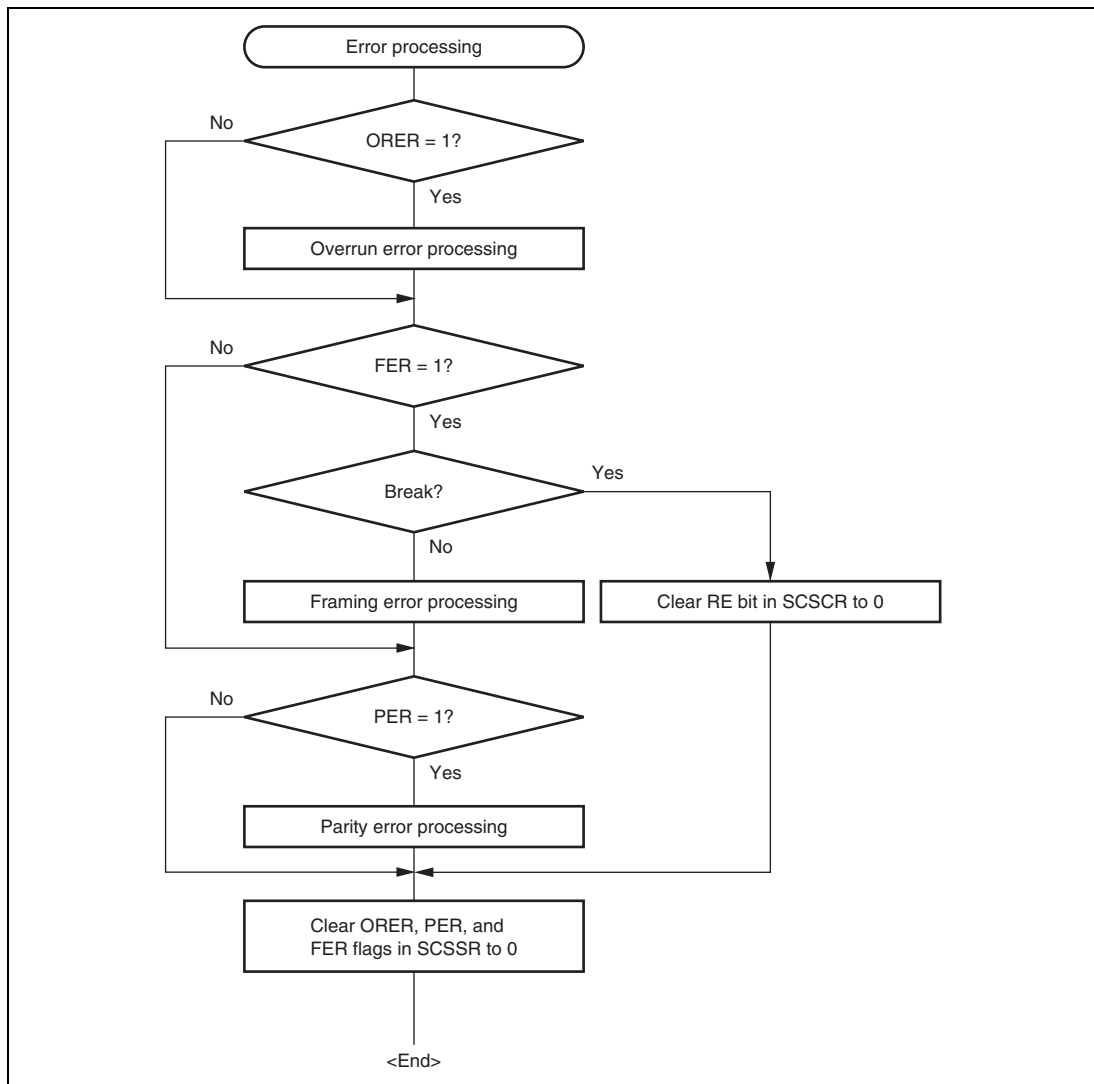 Error processing
No
ORER = 1?
Yes
Overrun error processing
No
FER = 1?
Yes
Yes
Break?
No
Framing error processing
Clear RE bit in SCSCR to 0
No
PER = 1?
Yes
Parity error processing
Clear ORER, PER, and
FER flags in SCSSR to 0
<End>